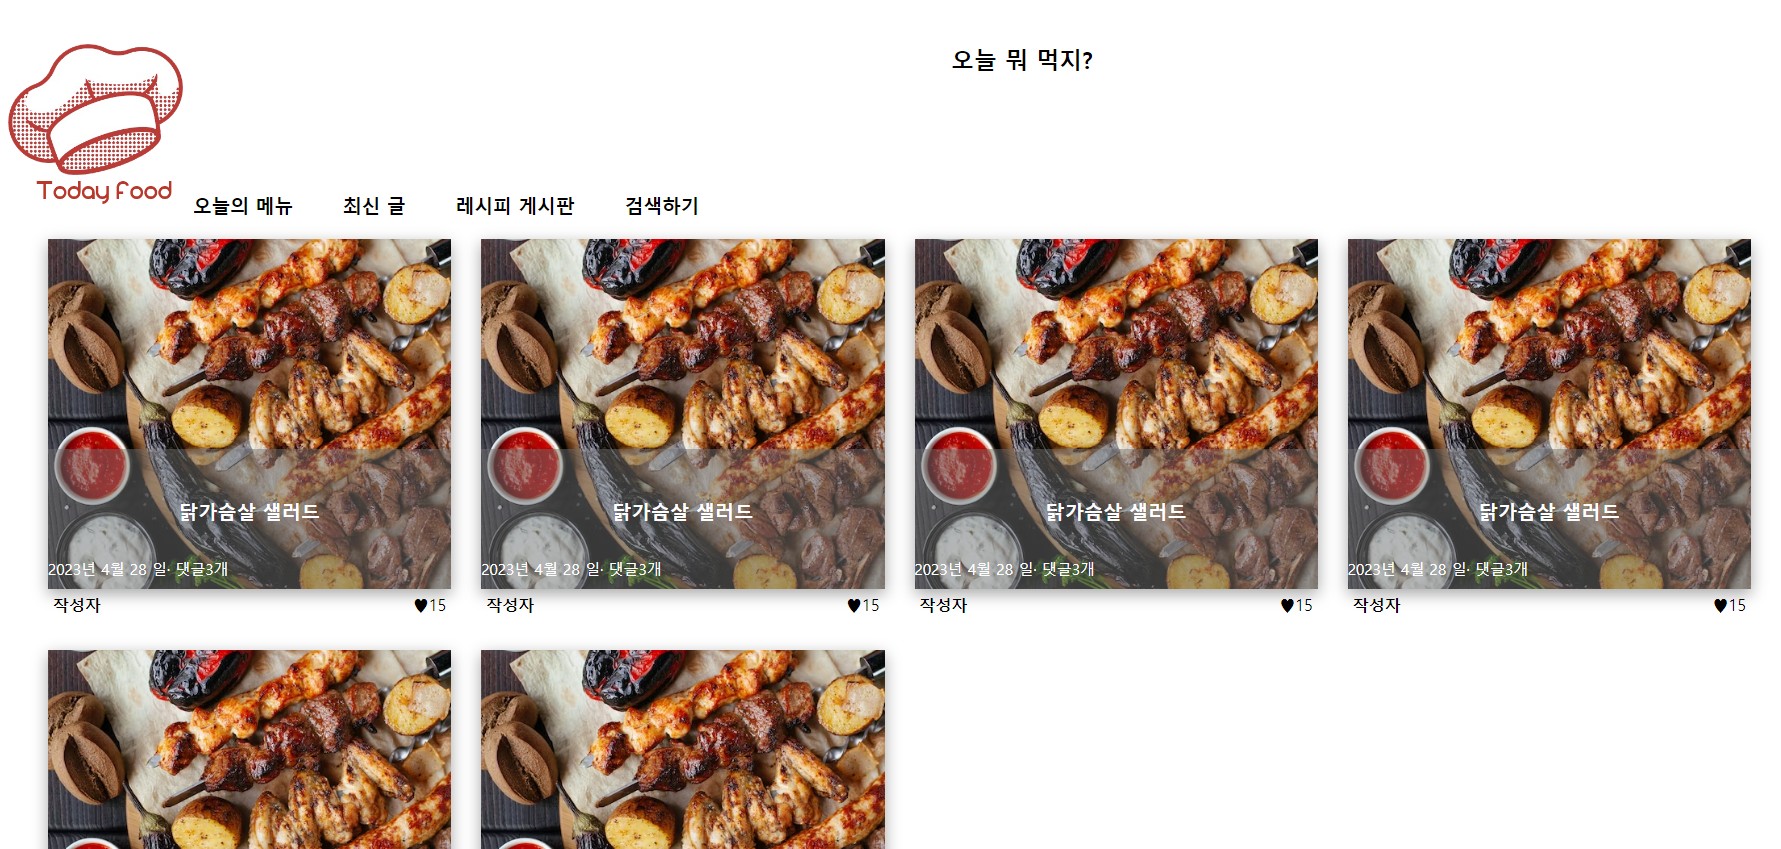 오늘 뭐 먹지?
Today Food
오늘의 메뉴 최신 글 레시피 게시판 검색하기
닭가슴살 샐러드 닭가슴살 샐러드 닭가슴살 샐러드 닭가슴살 샐러드
2023년 4월 28 일· 댓글3개 2023년 4월 28 일· 댓글3개 2023년 4월 28 일· 댓글3개 2023년 4월 28 일· 댓글3개
작성자 ♥15 작성자 ♥15 작성자 ♥15 작성자 ♥15